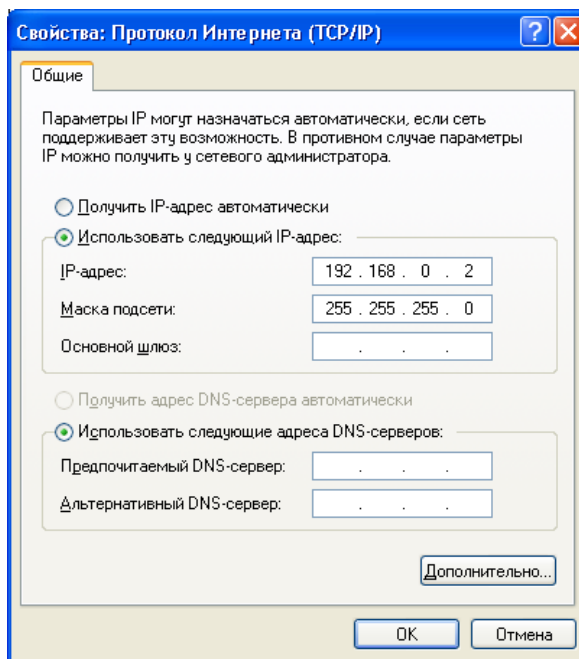 Свойства: Протокол Интернета (TCP/IP)
Общие
Параметры IP могут назначаться автоматически, если сеть
поддерживает эту возможность. В противном случае параметры
IP можно получить у сетевого администратора.
Получить IP-адрес автоматически
Использовать следующий IP-адрес:
IP-адрес: 192 . 168 . 0 . 2
Маска подсети: 255 . 255 . 255 . 0
Основной шлюз: . . .
Получить адрес DNS-сервера автоматически
Использовать следующие адреса DNS-серверов:
Предпочитаемый DNS-сервер: . . .
Альтернативный DNS-сервер: . . .
Дополнительно...
OK Отмена